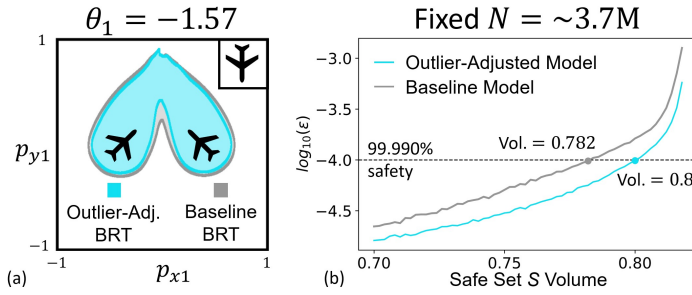 θ₁ = −1.57
1
p_y1
−1
Outlier-Adj.
BRT
Baseline
BRT
−1
p_x1
1
(a)
Fixed N = ~3.7M
−3.0
−3.5
−4.0
−4.5
log₁₀(ε)
Outlier-Adjusted Model
Baseline Model
99.990%
safety
Vol. = 0.782
Vol. = 0.8
0.70
0.75
0.80
Safe Set S Volume
(b)